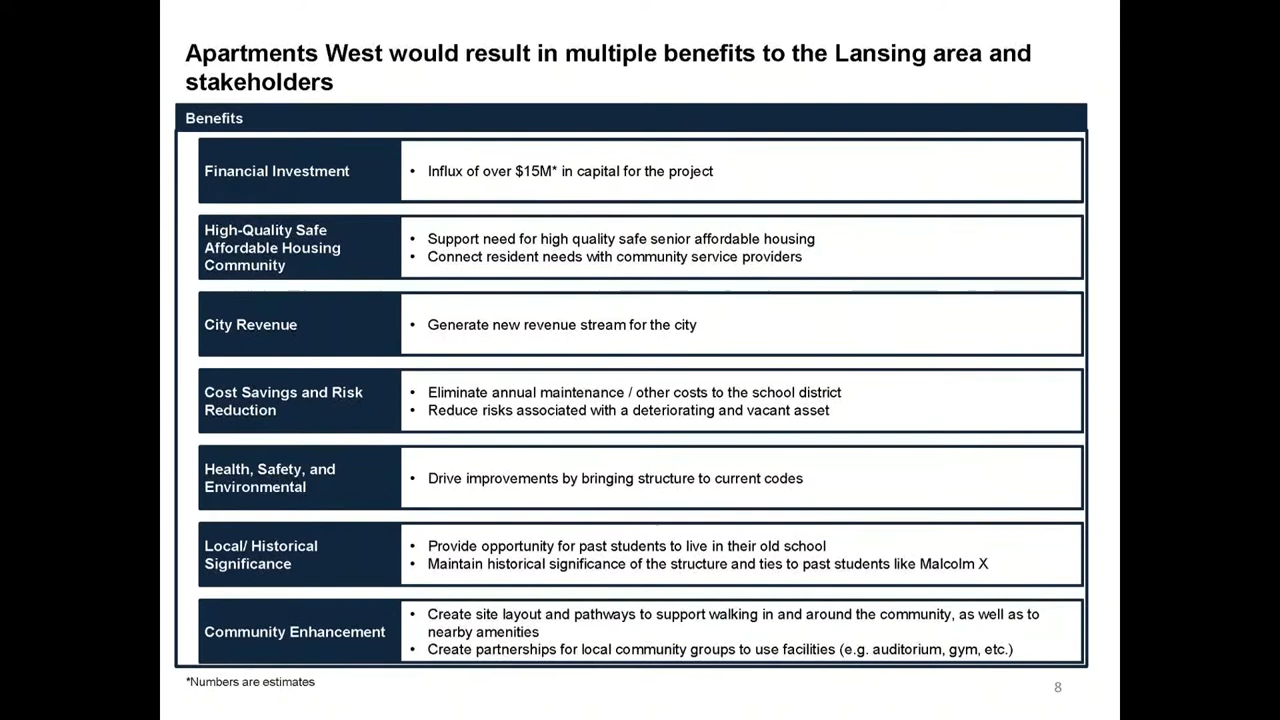 Apartments West would result in multiple benefits to the Lansing area and
stakeholders
Benefits
Financial Investment
• Influx of over $15M* in capital for the project
High-Quality Safe
Affordable Housing
Community
• Support need for high quality safe senior affordable housing
• Connect resident needs with community service providers
City Revenue
• Generate new revenue stream for the city
Cost Savings and Risk
Reduction
• Eliminate annual maintenance / other costs to the school district
• Reduce risks associated with a deteriorating and vacant asset
Health, Safety, and
Environmental
• Drive improvements by bringing structure to current codes
Local/ Historical
Significance
• Provide opportunity for past students to live in their old school
• Maintain historical significance of the structure and ties to past students like Malcolm X
Community Enhancement
• Create site layout and pathways to support walking in and around the community, as well as to
nearby amenities
• Create partnerships for local community groups to use facilities (e.g. auditorium, gym, etc.)
*Numbers are estimates
8